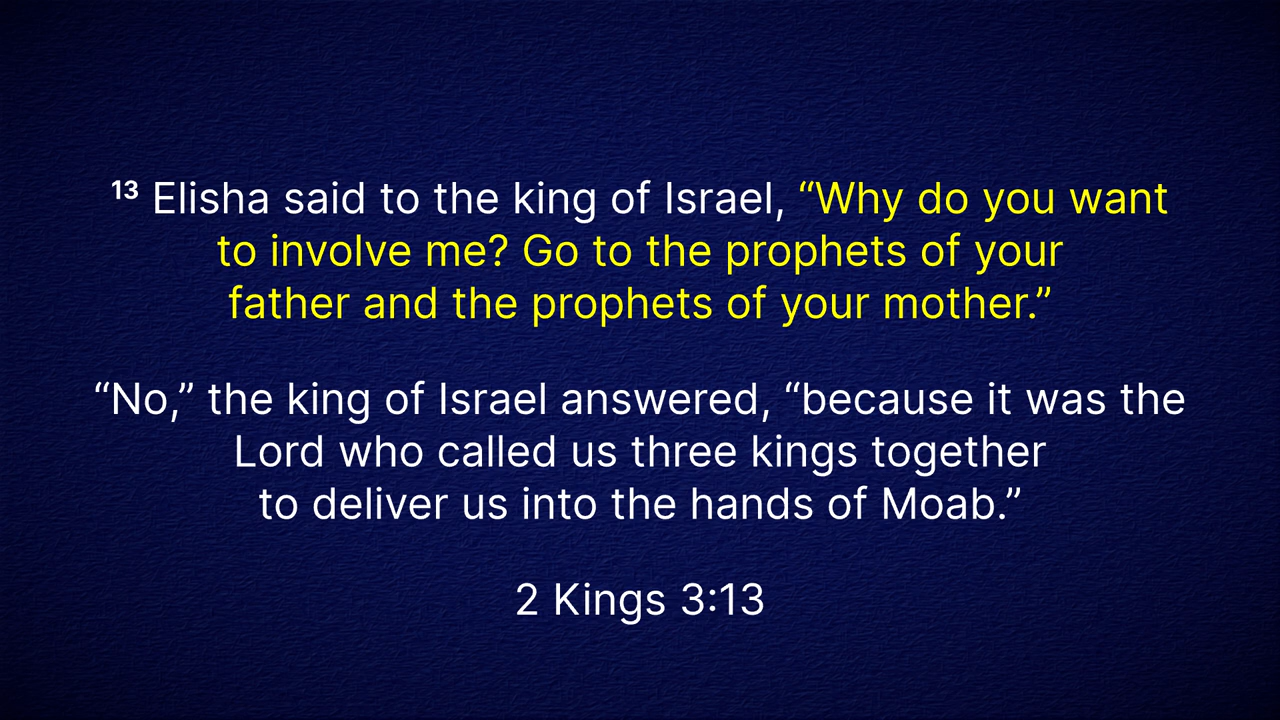 ¹³ Elisha said to the king of Israel, “Why do you want
to involve me? Go to the prophets of your
father and the prophets of your mother.”
“No,” the king of Israel answered, “because it was the
Lord who called us three kings together
to deliver us into the hands of Moab.”
2 Kings 3:13